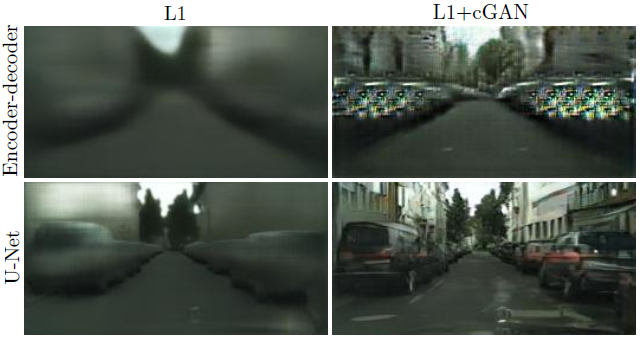 L1
L1+cGAN
Encoder-decoder
U-Net